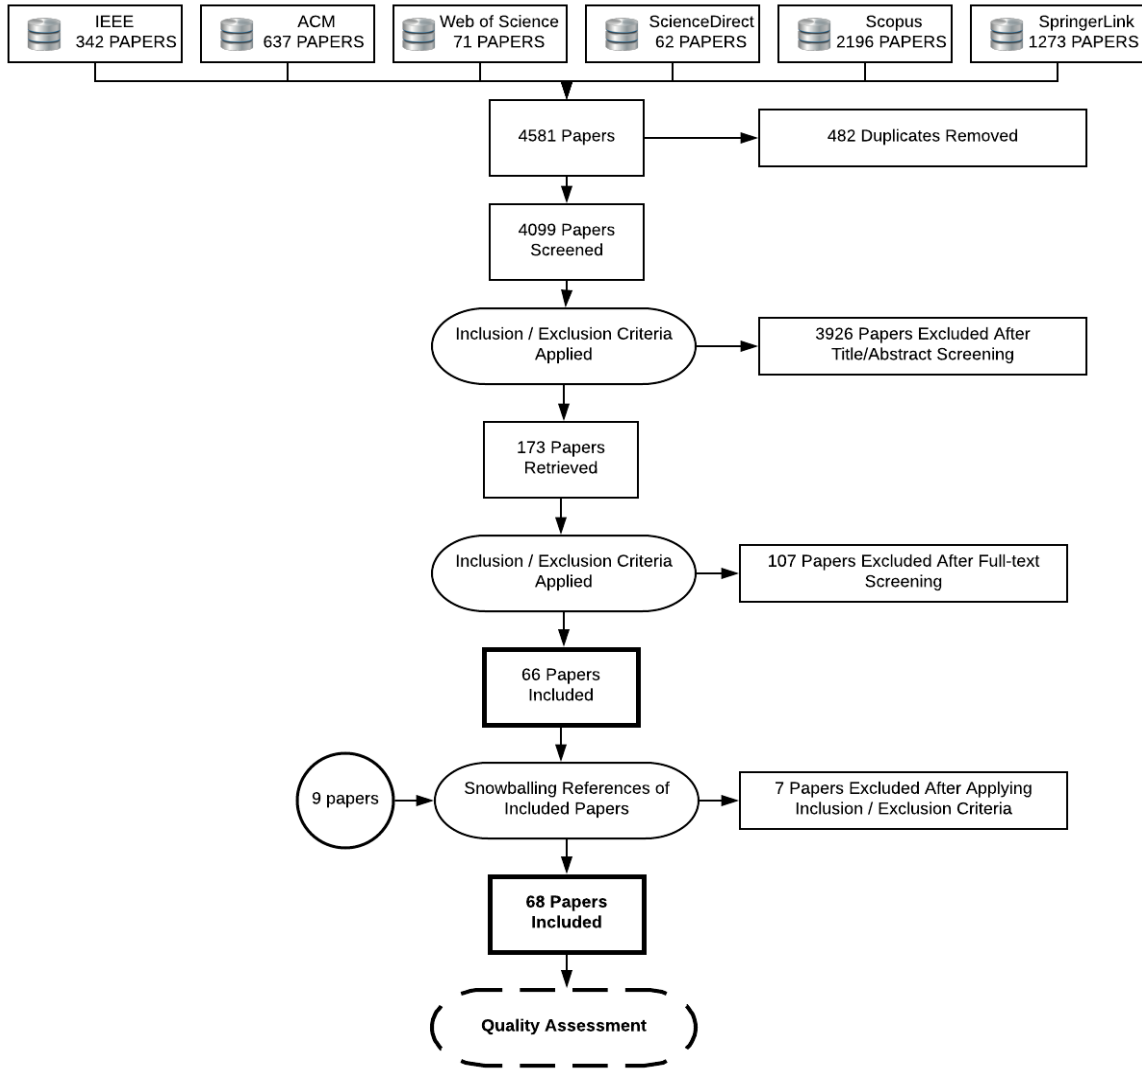 IEEE
342 PAPERS
ACM
637 PAPERS
Web of Science
71 PAPERS
ScienceDirect
62 PAPERS
Scopus
2196 PAPERS
SpringerLink
1273 PAPERS
4581 Papers
482 Duplicates Removed
4099 Papers
Screened
Inclusion / Exclusion Criteria
Applied
3926 Papers Excluded After
Title/Abstract Screening
173 Papers
Retrieved
Inclusion / Exclusion Criteria
Applied
107 Papers Excluded After Full-text
Screening
66 Papers
Included
9 papers
Snowballing References of
Included Papers
7 Papers Excluded After Applying
Inclusion / Exclusion Criteria
68 Papers
Included
Quality Assessment